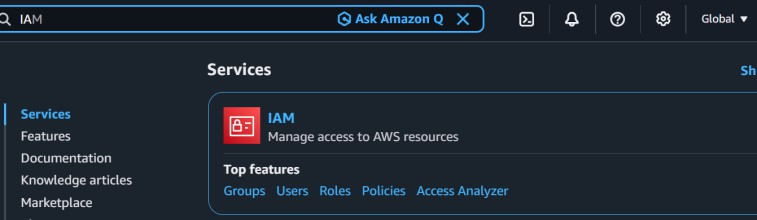 IAM
Ask Amazon Q
Global
Services
Sh
Services
Features
Documentation
Knowledge articles
Marketplace
IAM
Manage access to AWS resources
Top features
Groups Users Roles Policies Access Analyzer